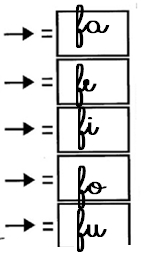 → = fa
→ = fe
→ = fi
→ = fo
→ = fu